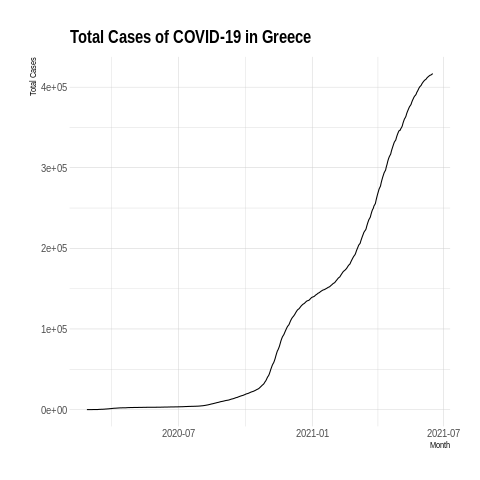 Total Cases of COVID-19 in Greece
Total Cases
4e+05
3e+05
2e+05
1e+05
0e+00
2020-07
2021-01
2021-07
Month